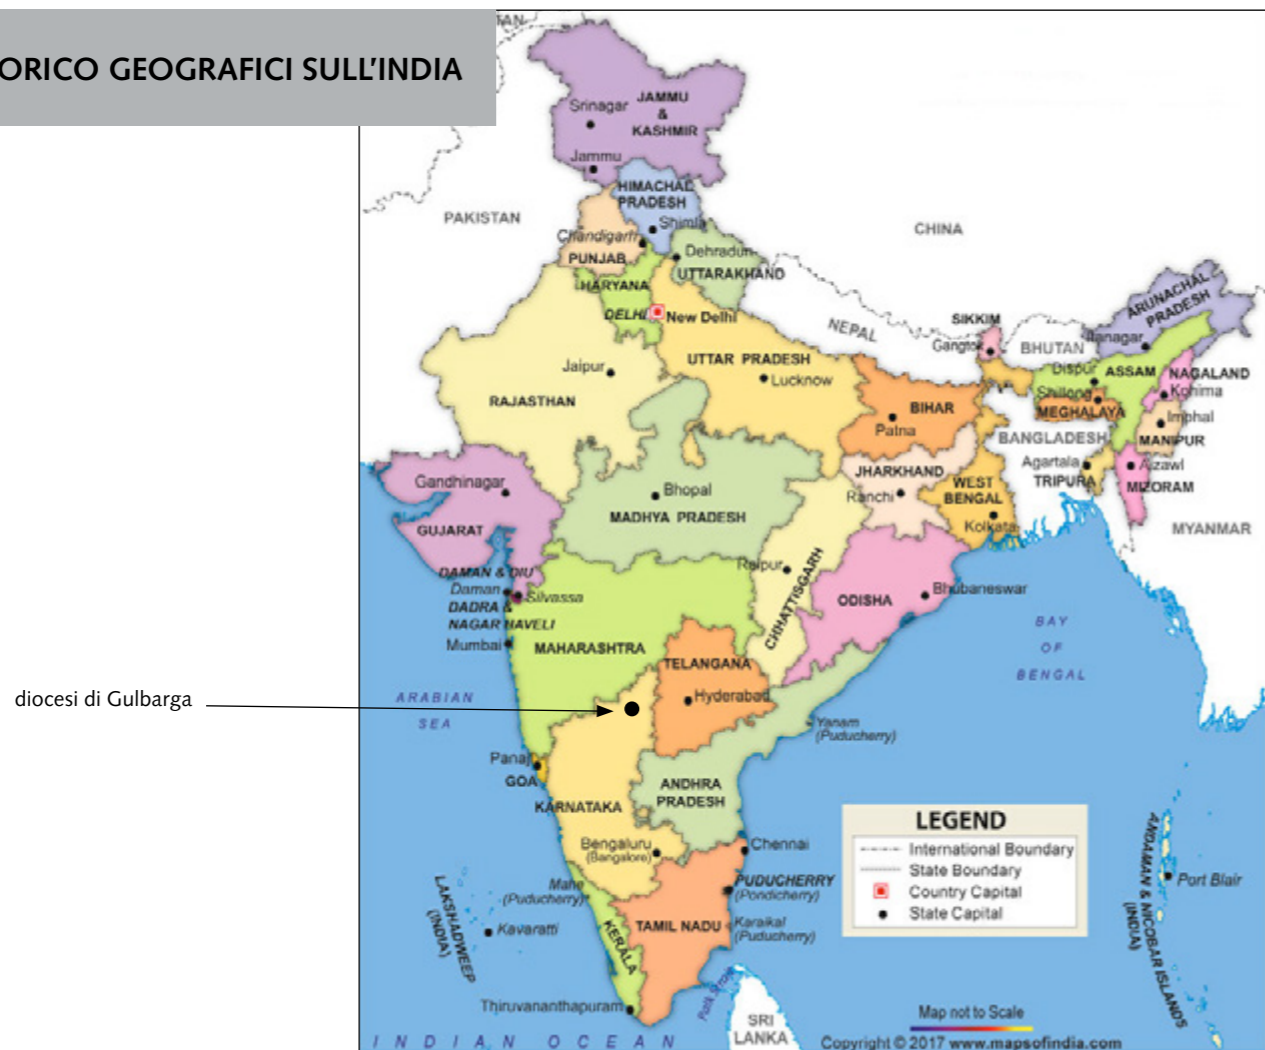 ORICO GEOGRAFICI SULL'INDIA
TAN
JAMMU
&
KASHMIR
Srinagar
Jammu
HIMACHAL
PRADESH
Shimla
PAKISTAN
CHINA
Chandigarh
PUNJAB
Dehradun
UTTARAKHAND
HARYANA
DELHI
New Delhi
ARUNACHAL
PRADESH
NEPAL
SIKKIM
Gangtok
BHUTAN
Itanagar
UTTAR PRADESH
Lucknow
Jaipur
RAJASTHAN
Dispur
ASSAM
NAGALAND
Shillong
Kohima
MEGHALAYA
BIHAR
Patna
Imphal
MANIPUR
BANGLADESH
Agartala
Aizawl
TRIPURA
MIZORAM
JHARKHAND
Ranchi
WEST
BENGAL
Kolkata
MYANMAR
Gandhinagar
GUJARAT
Bhopal
MADHYA PRADESH
Raipur
CHHATTISGARH
ODISHA
Bhubaneswar
DAMAN & DIU
Daman
Silvassa
DADRA &
NAGAR HAVELI
Mumbai
MAHARASHTRA
BAY
OF
BENGAL
TELANGANA
Hyderabad
diocesi di Gulbarga
ARABIAN
SEA
Yanam
(Puducherry)
Panaji
GOA
KARNATAKA
ANDHRA
PRADESH
Bengaluru
(Bangalore)
Chennai
Mahe
(Puducherry)
PUDUCHERRY
(Pondicherry)
TAMIL NADU
Karaikal
(Puducherry)
KERALA
LAKSHADWEEP
(INDIA)
Kavaratti
Thiruvananthapuram
Palk Strait
SRI
LANKA
INDIAN OCEAN
LEGEND
International Boundary
State Boundary
Country Capital
State Capital
ANDAMAN & NICOBAR ISLANDS
(INDIA)
Port Blair
Map not to Scale
Copyright © 2017 www.mapsofindia.com